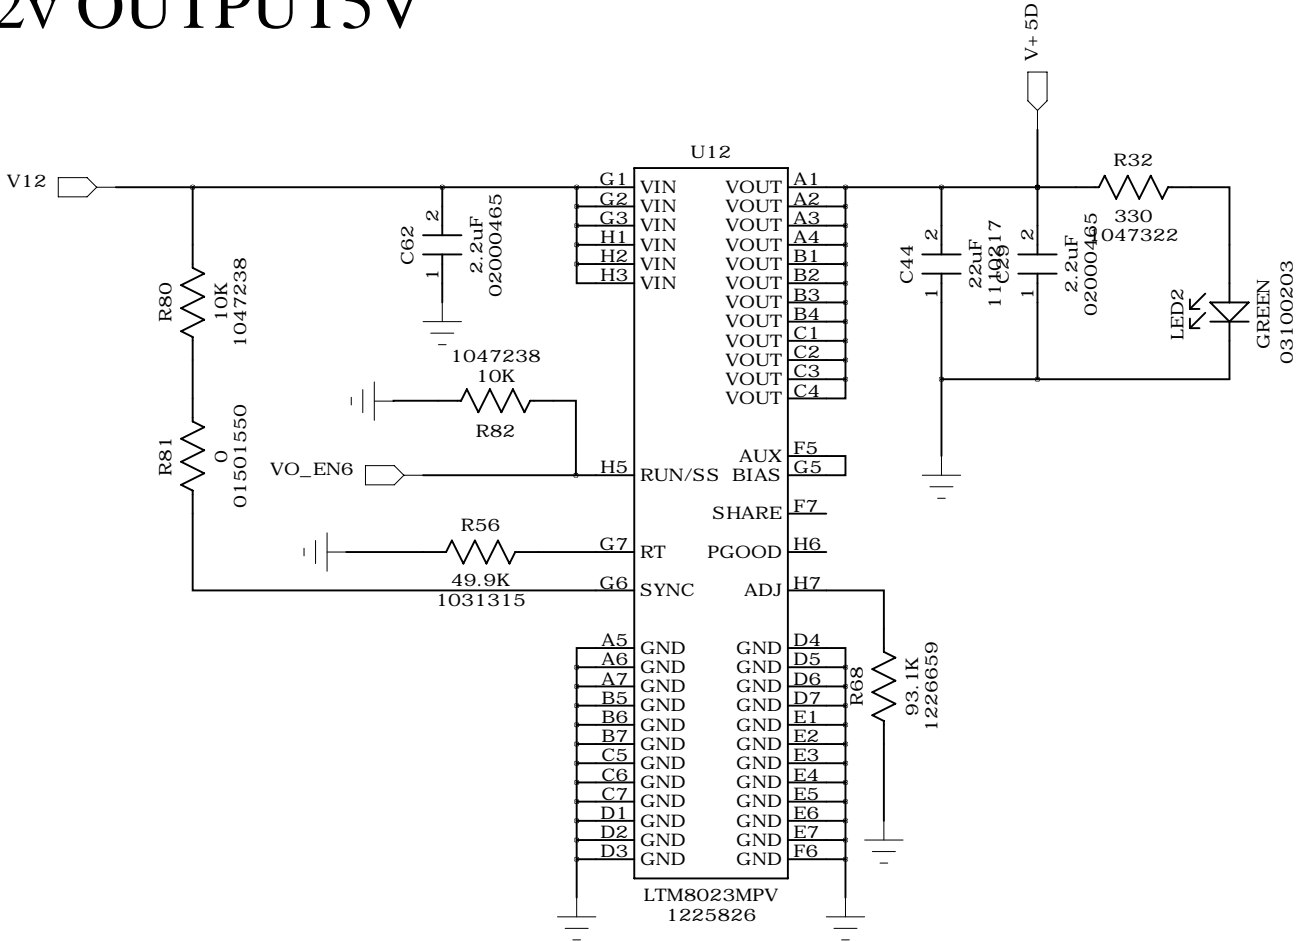 2V OUTPUT5V
V+5D
V12
R80
10K
1047238
R81
0
01501550
C62
2
1
2.2uF
02000465
1047238
10K
R82
VO_EN6
R56
49.9K
1031315
U12
G1 VIN VOUT A1
G2 VIN VOUT A2
G3 VIN VOUT A3
H1 VIN VOUT A4
H2 VIN VOUT B1
H3 VIN VOUT B2
VOUT B3
VOUT B4
VOUT C1
VOUT C2
VOUT C3
VOUT C4
AUX F5
H5 RUN/SS BIAS G5
SHARE F7
G7 RT PGOOD H6
G6 SYNC ADJ H7
A5 GND GND D4
A6 GND GND D5
A7 GND GND D6
B5 GND GND D7
B6 GND GND E1
B7 GND GND E2
C5 GND GND E3
C6 GND GND E4
C7 GND GND E5
D1 GND GND E6
D2 GND GND E7
D3 GND GND F6
LTM8023MPV
1225826
R68
93.1K
1226659
C44
2
1
22uF
1110217
C29
2
1
2.2uF
02000465
R32
330
1047322
LED2
GREEN
03100203